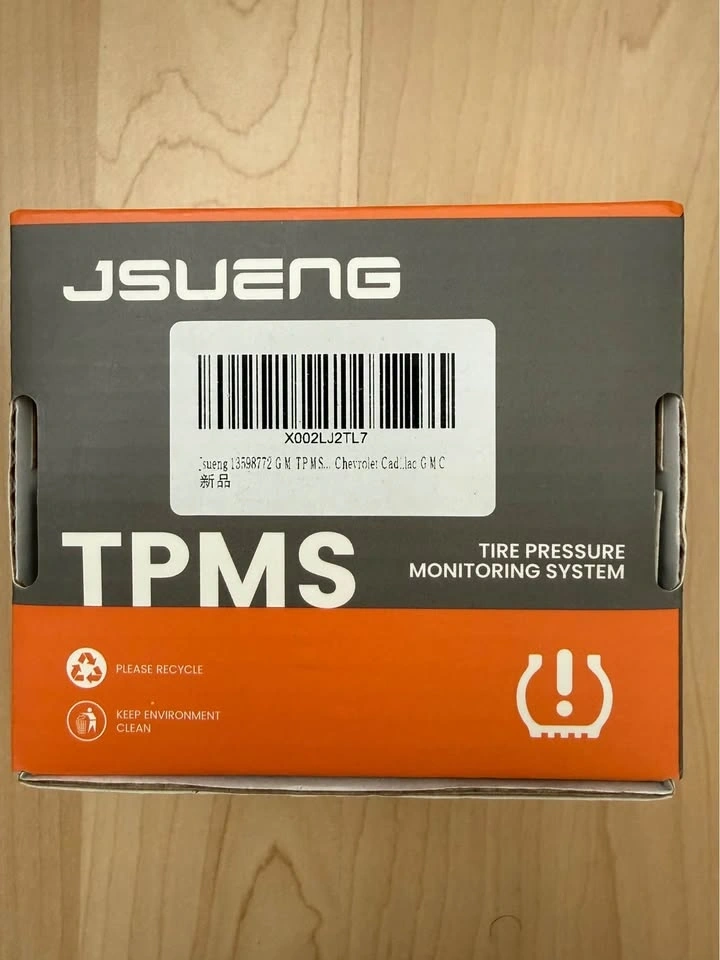 JSUENG
X002LJ2TL7
Jsueng 13598772 GM TPMS... Chevrolet Cadillac GMC
新品
TPMS
TIRE PRESSURE
MONITORING SYSTEM
PLEASE RECYCLE
KEEP ENVIRONMENT
CLEAN